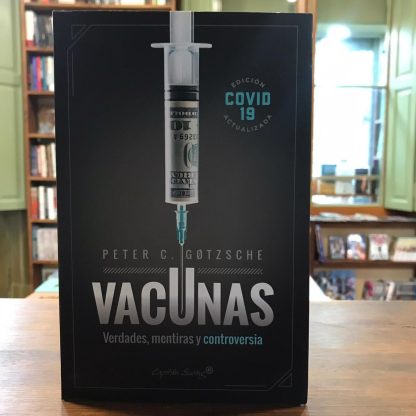 EDICIÓN
COVID
19
ACTUALIZADA
PETER C. GØTZSCHE
VACUNAS
Verdades, mentiras y controversia
Capitán Swing®